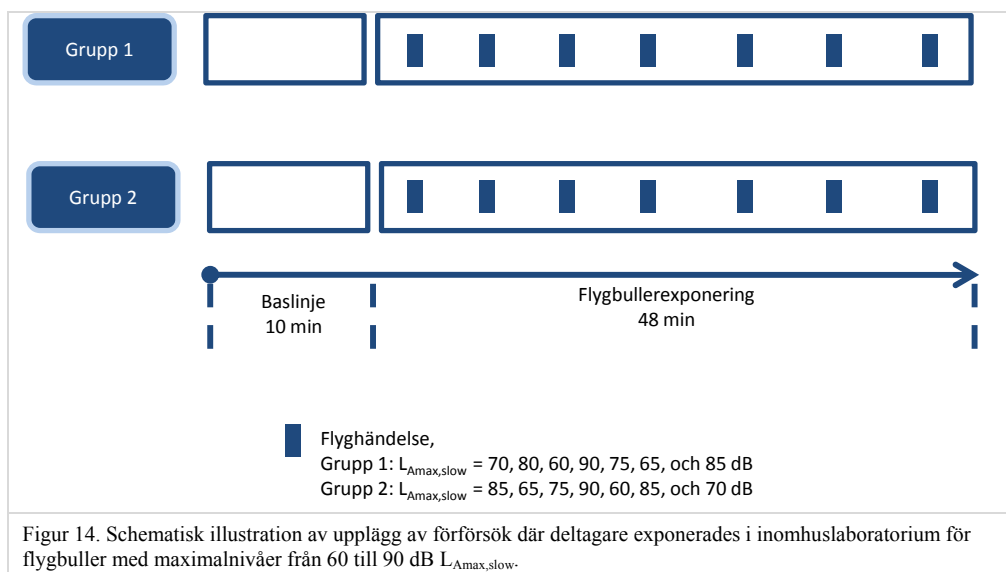 Grupp 1
Grupp 2
Baslinje
10 min
Flygbullerexponering
48 min
Flyghändelse,
Grupp 1: LAmax,slow = 70, 80, 60, 90, 75, 65, och 85 dB
Grupp 2: LAmax,slow = 85, 65, 75, 90, 60, 85, och 70 dB
Figur 14. Schematisk illustration av upplägg av förförsök där deltagare exponerades i inomhuslaboratorium för
flygbuller med maximalnivåer från 60 till 90 dB LAmax,slow.